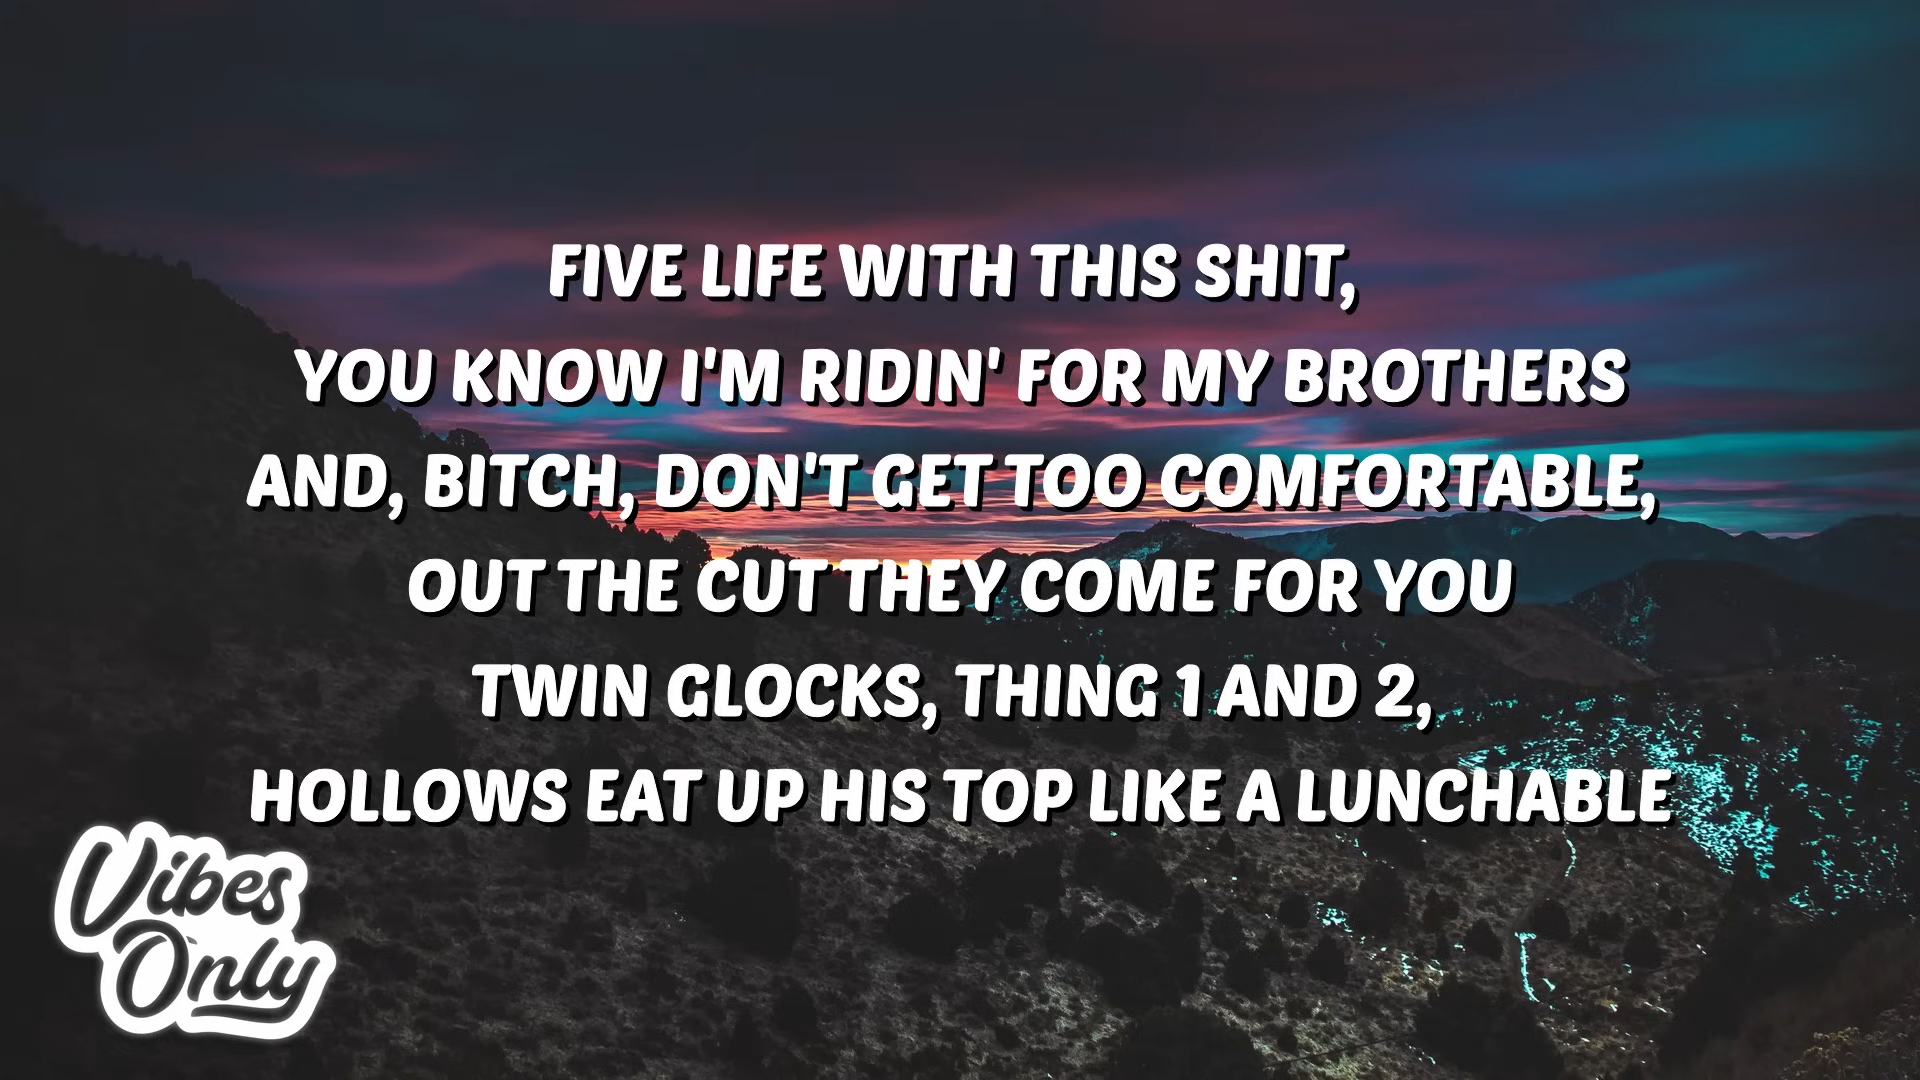 FIVE LIFE WITH THIS SHIT,
YOU KNOW I'M RIDIN' FOR MY BROTHERS
AND, BITCH, DON'T GET TOO COMFORTABLE,
OUT THE CUT THEY COME FOR YOU
TWIN GLOCKS, THING 1 AND 2,
HOLLOWS EAT UP HIS TOP LIKE A LUNCHABLE
Vibes
Only